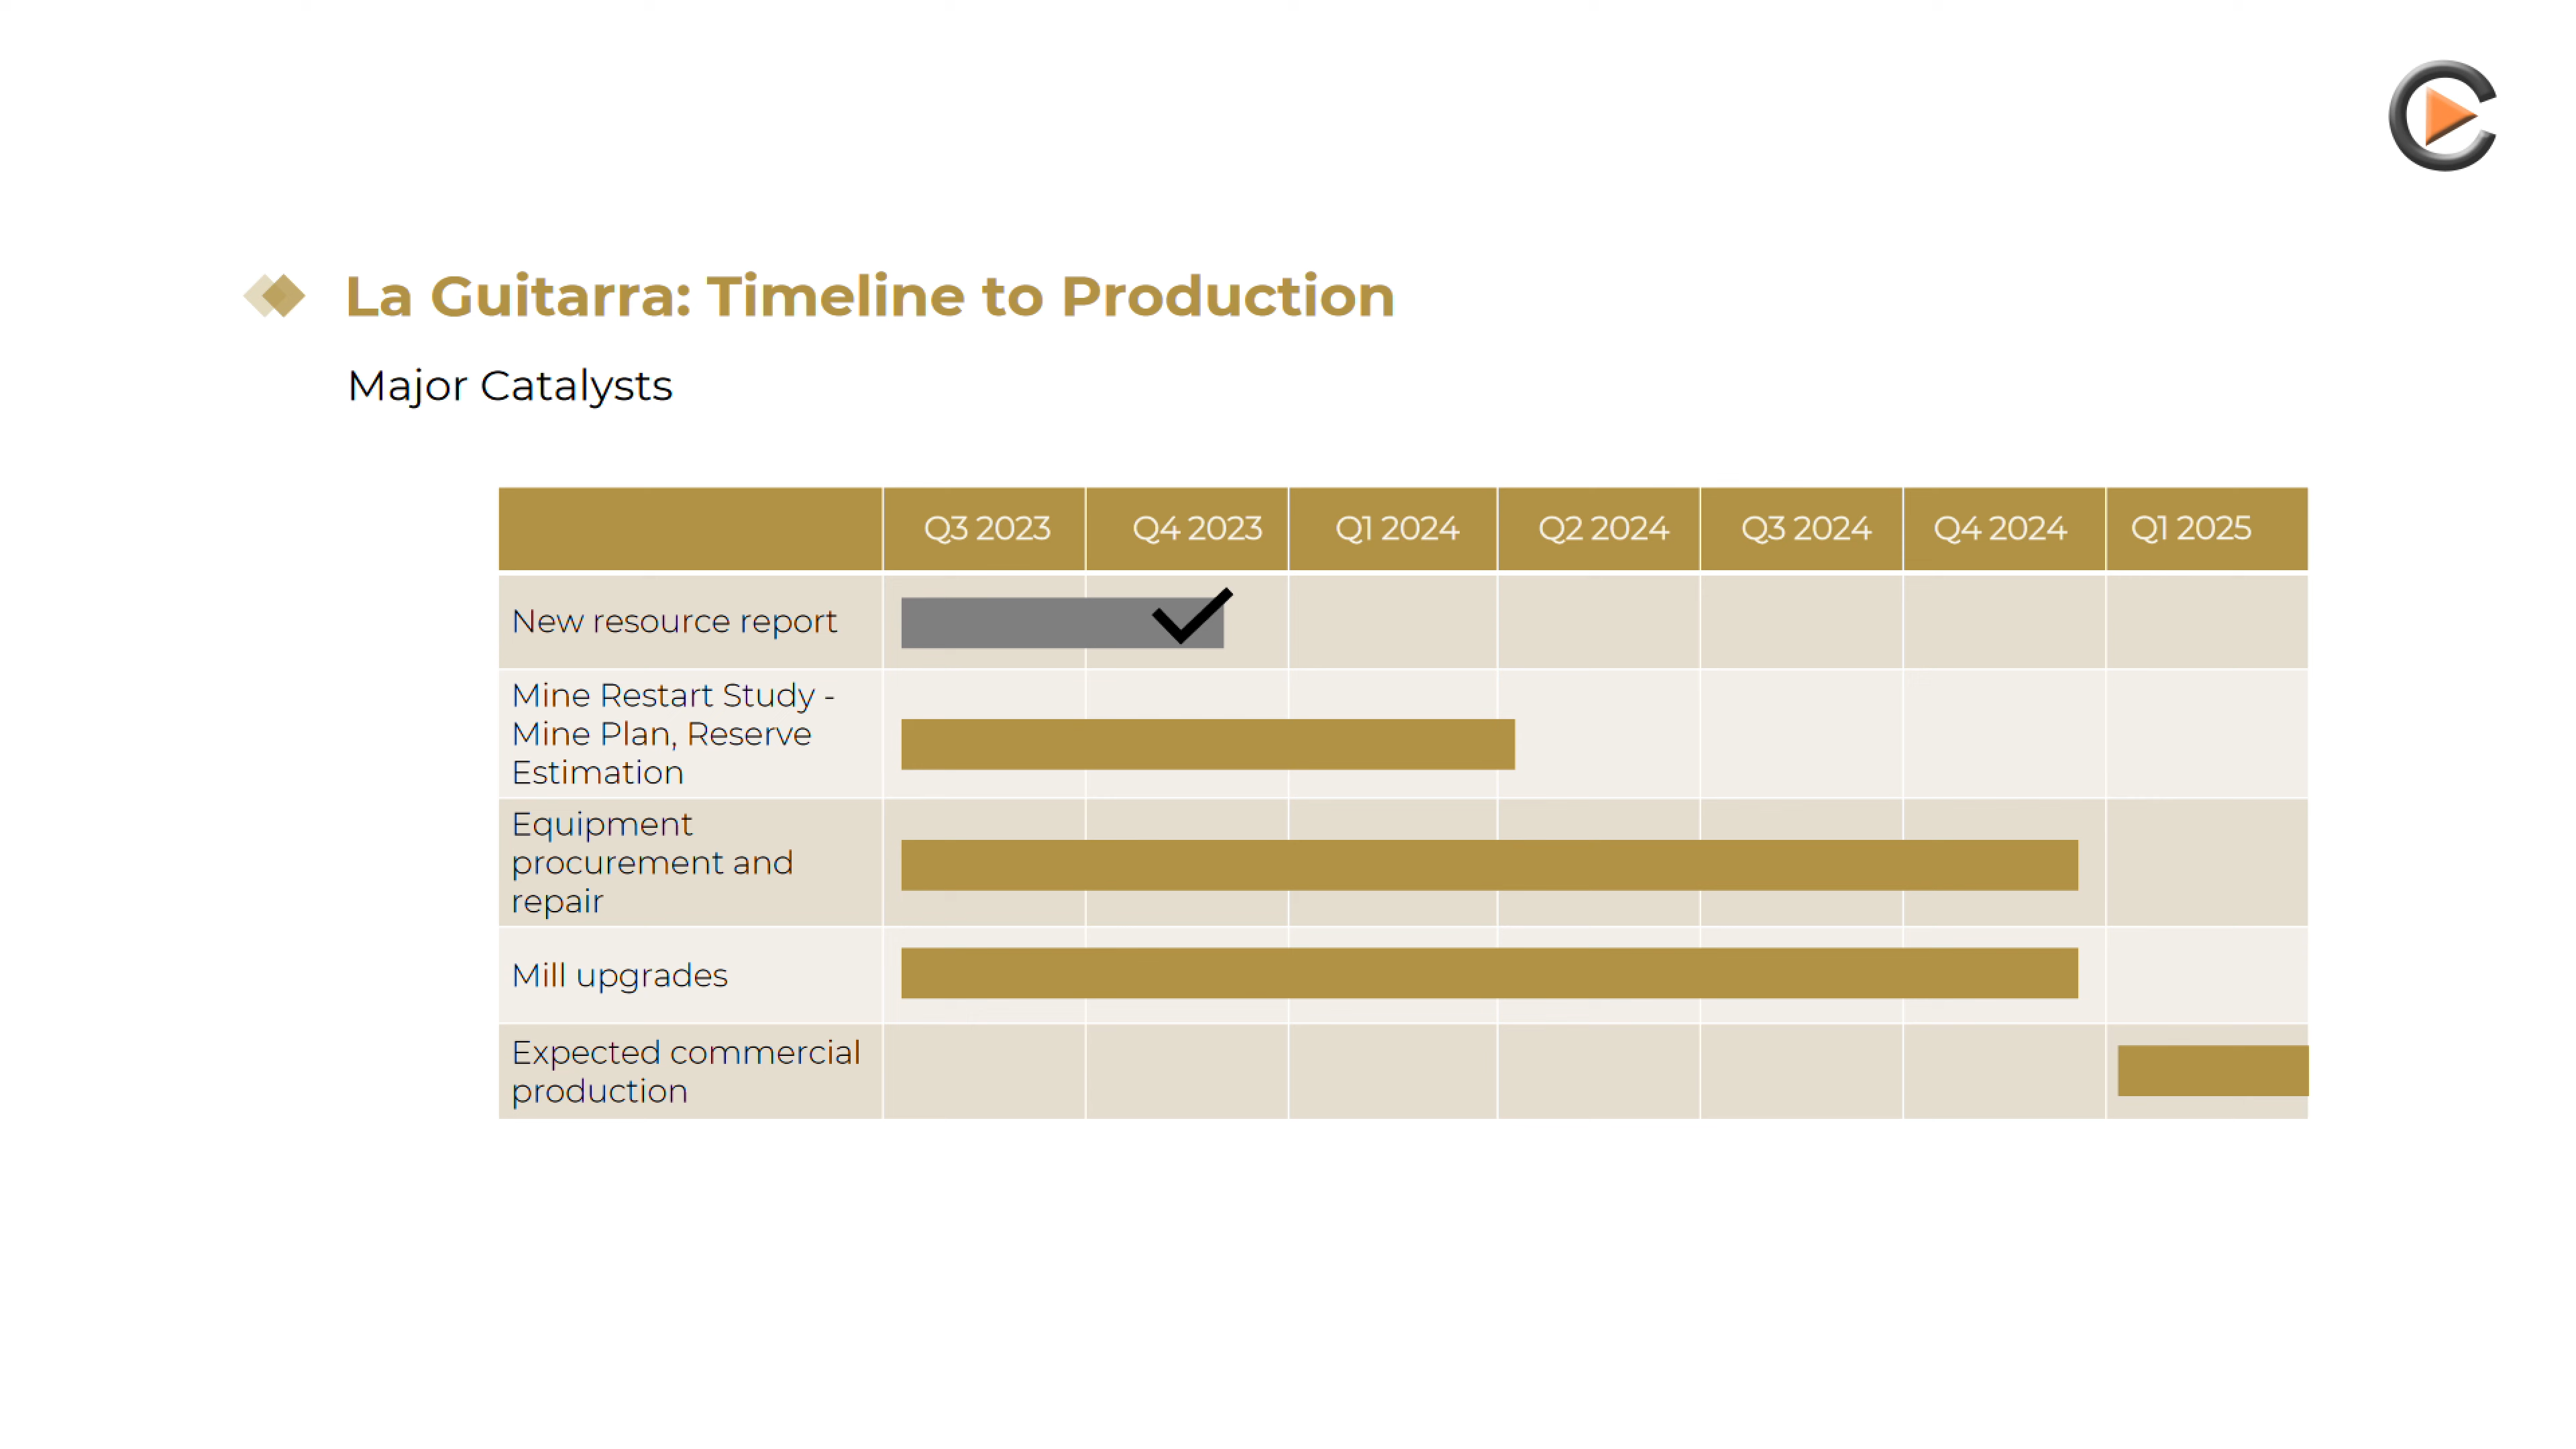 La Guitarra: Timeline to Production
Major Catalysts
Q3 2023 Q4 2023 Q1 2024 Q2 2024 Q3 2024 Q4 2024 Q1 2025
New resource report
Mine Restart Study -
Mine Plan, Reserve
Estimation
Equipment
procurement and
repair
Mill upgrades
Expected commercial
production